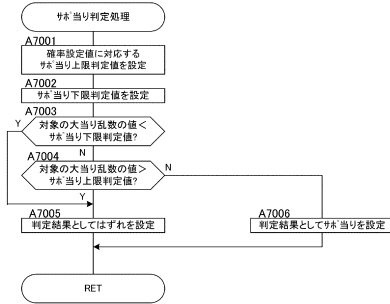 ｻﾎﾞ当り判定処理
A7001
確率設定値に対応する
ｻﾎﾞ当り上限判定値を設定
A7002
ｻﾎﾞ当り下限判定値を設定
A7003
Y
対象の大当り乱数の値＜
ｻﾎﾞ当り下限判定値?
N
A7004
対象の大当り乱数の値＞
ｻﾎﾞ当り上限判定値?
N
Y
A7005
判定結果としてはずれを設定
A7006
判定結果としてｻﾎﾞ当りを設定
RET